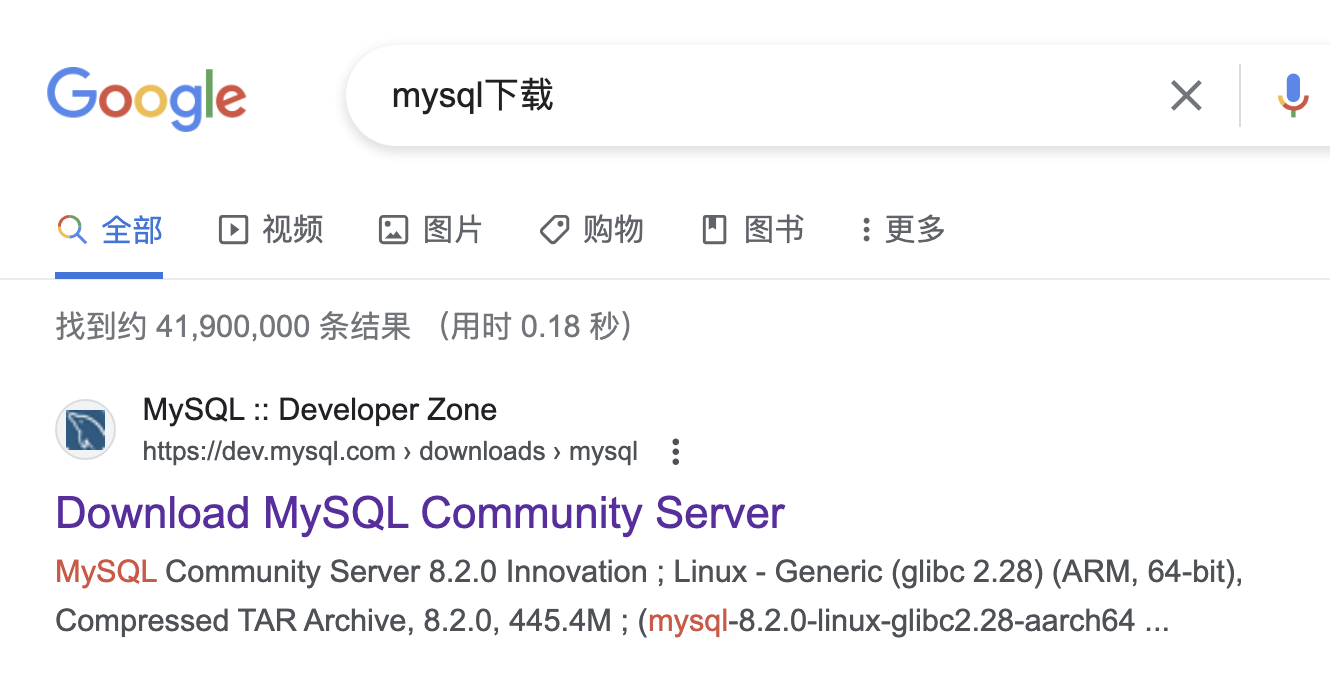 Google
mysql下载
全部 视频 图片 购物 图书 更多
找到约 41,900,000 条结果 （用时 0.18 秒）
MySQL :: Developer Zone
https://dev.mysql.com › downloads › mysql
Download MySQL Community Server
MySQL Community Server 8.2.0 Innovation ; Linux - Generic (glibc 2.28) (ARM, 64-bit),
Compressed TAR Archive, 8.2.0, 445.4M ; (mysql-8.2.0-linux-glibc2.28-aarch64 ...